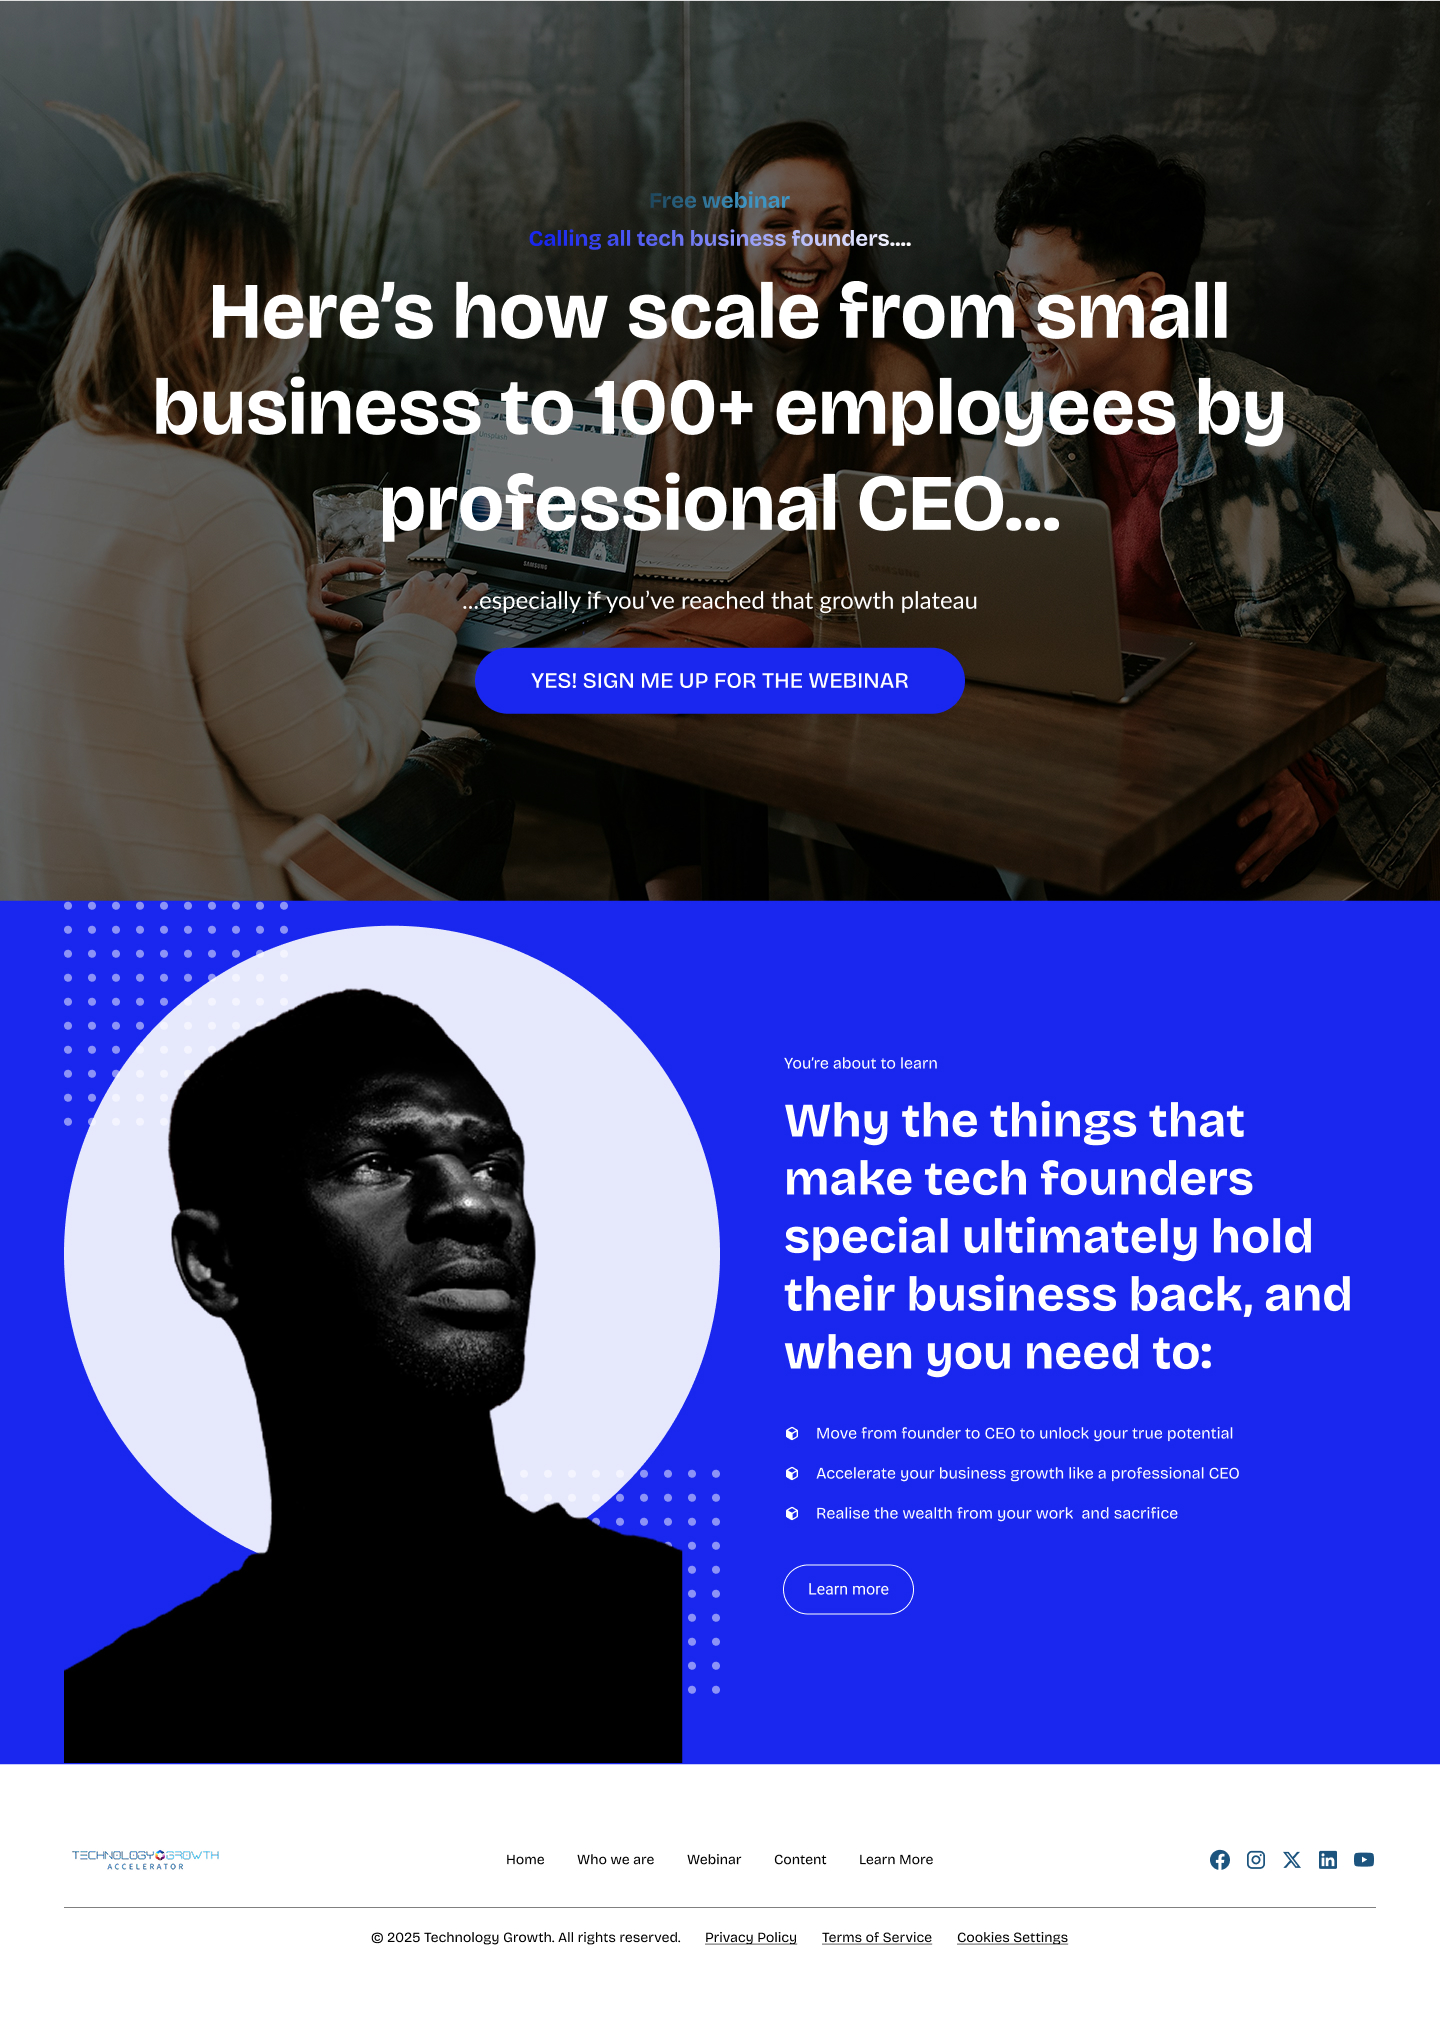 Free webinar
Calling all tech business founders....
Here’s how scale from small
business to 100+ employees by
professional CEO...
Unsplash
SAMSUNG
SAMSUNG
...especially if you’ve reached that growth plateau
YES! SIGN ME UP FOR THE WEBINAR
You’re about to learn
Why the things that
make tech founders
special ultimately hold
their business back, and
when you need to:
Move from founder to CEO to unlock your true potential
Accelerate your business growth like a professional CEO
Realise the wealth from your work  and sacrifice
Learn more
TECHNOLOGY GROWTH
ACCELERATOR
Home
Who we are
Webinar
Content
Learn More
© 2025 Technology Growth. All rights reserved.
Privacy Policy
Terms of Service
Cookies Settings